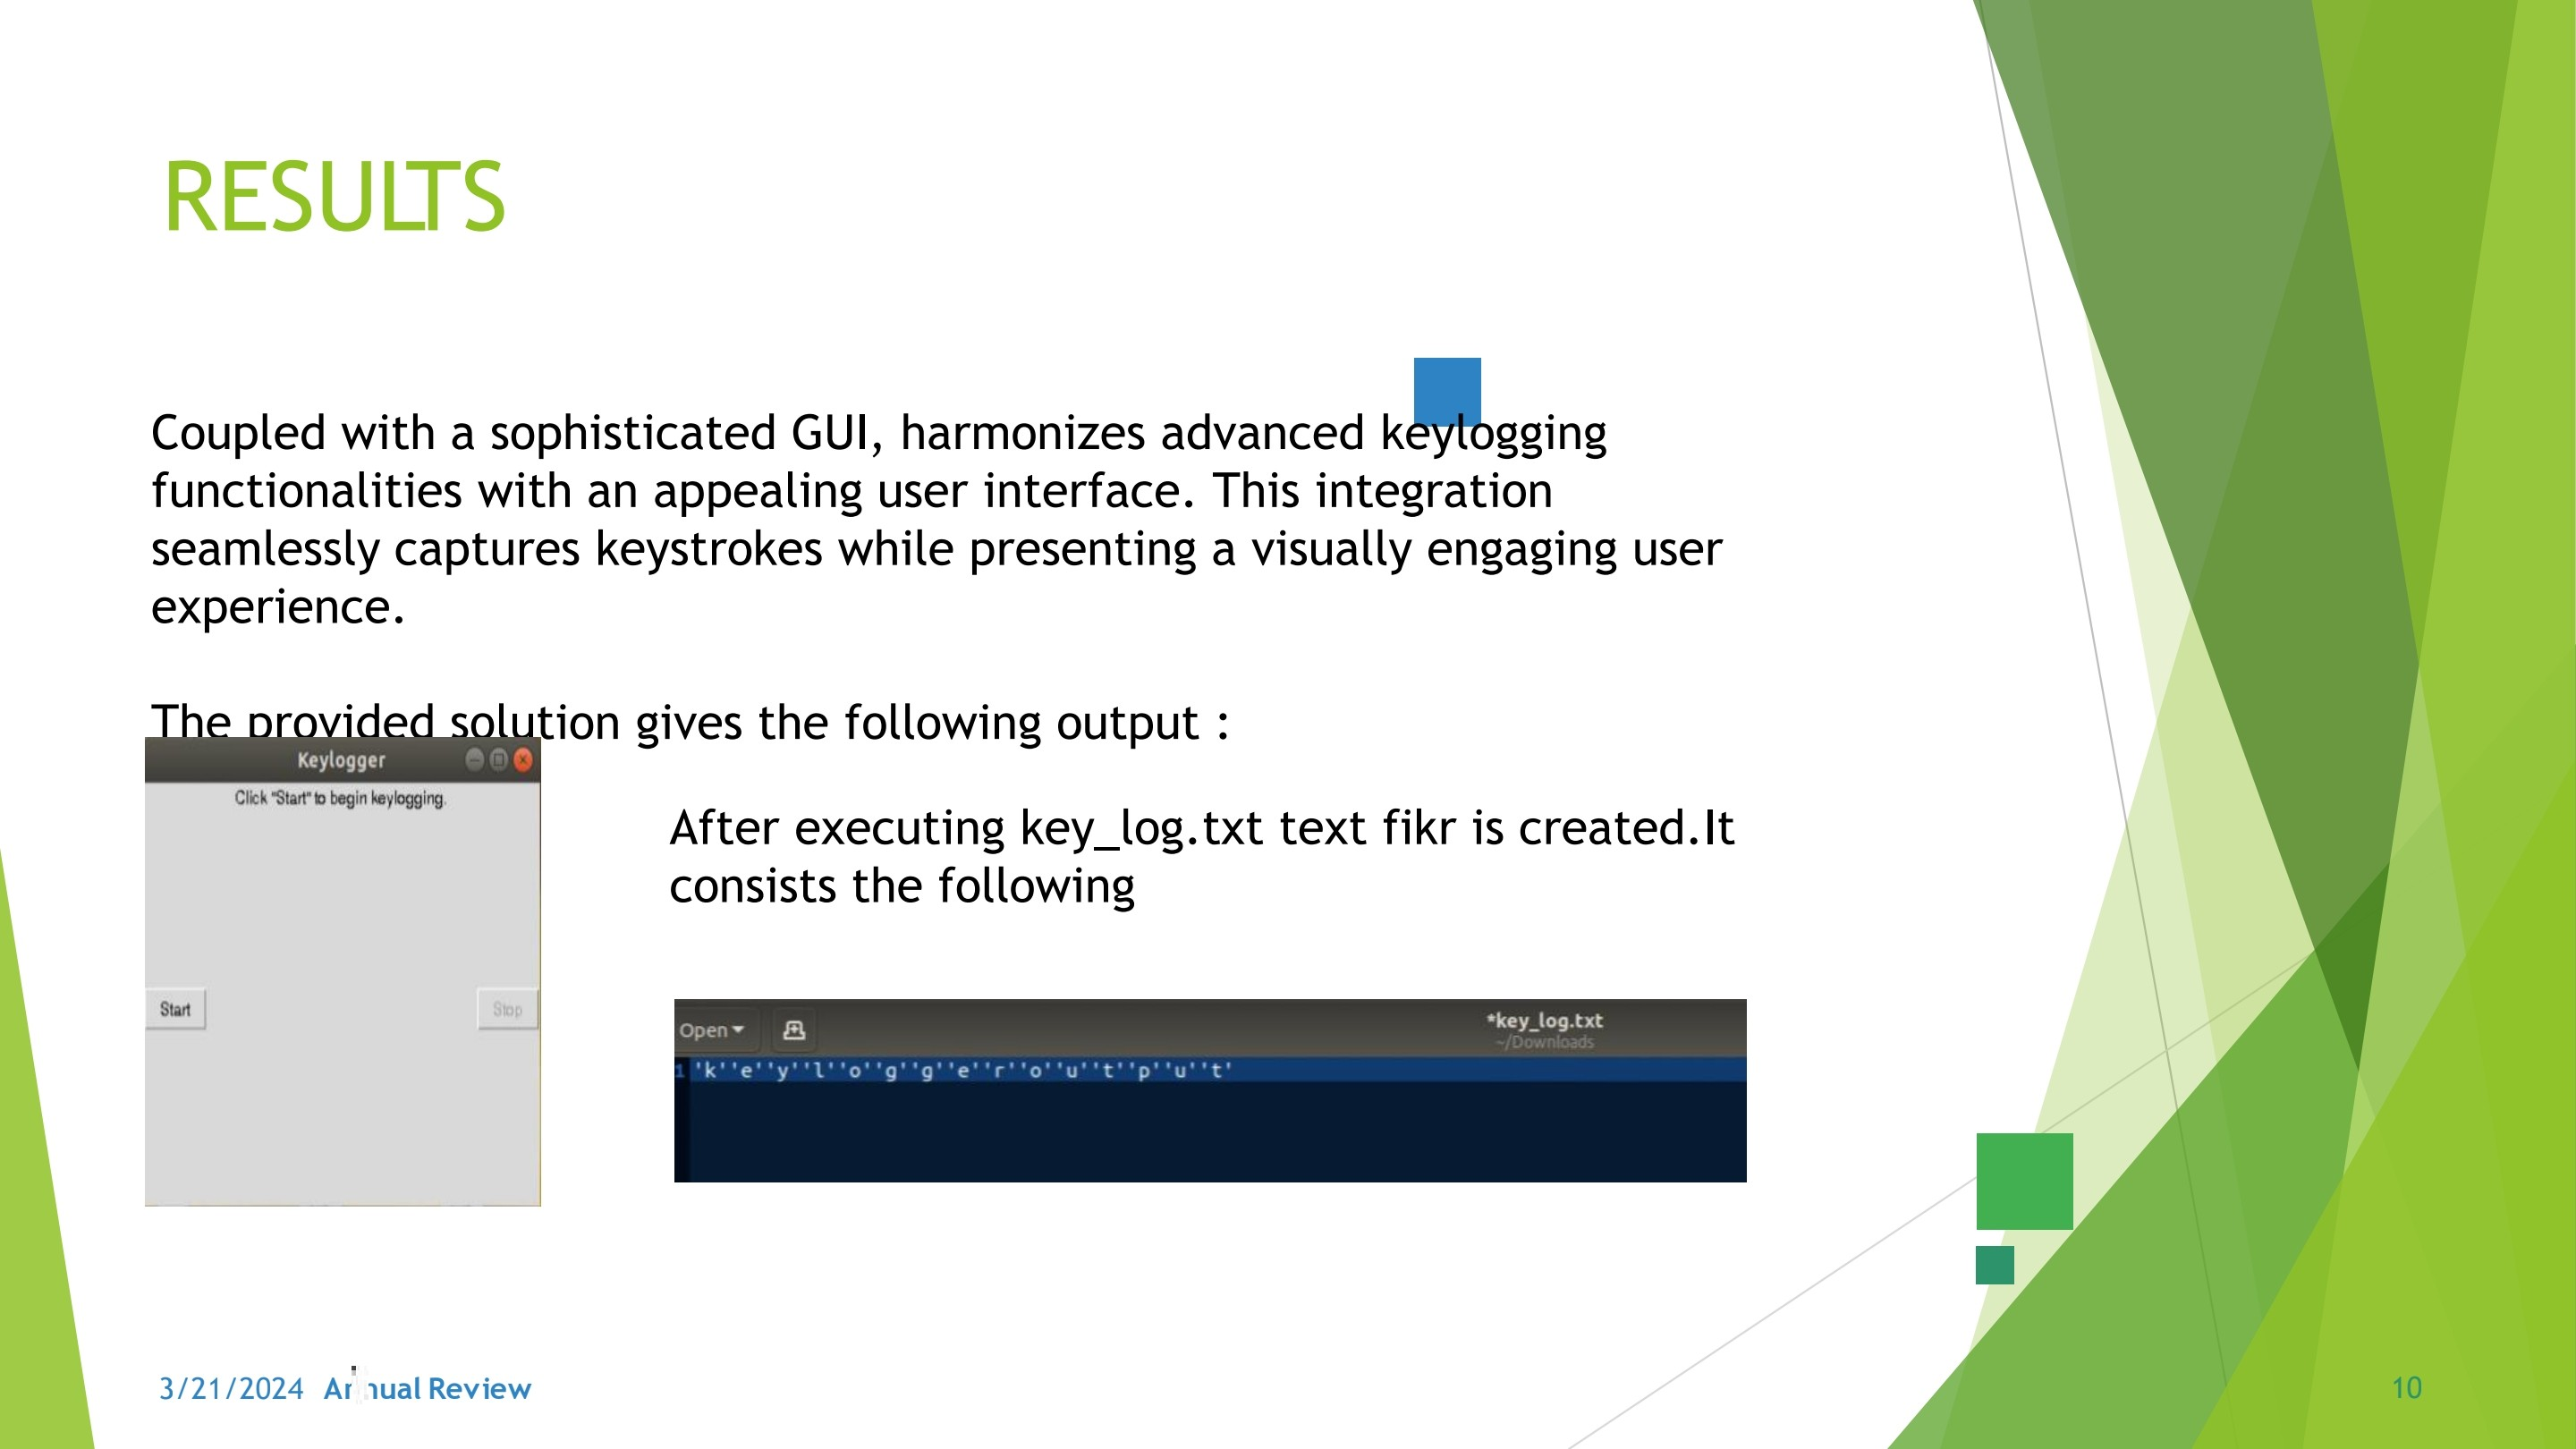 RESULTS
Coupled with a sophisticated GUI, harmonizes advanced keylogging
functionalities with an appealing user interface. This integration
seamlessly captures keystrokes while presenting a visually engaging user
experience.
The provided solution gives the following output :
Keylogger
Click "Start" to begin keylogging.
Start
Stop
After executing key_log.txt text fikr is created.It
consists the following
Open
*key_log.txt
~/Downloads
1 'k''e''y''l''o''g''g''e''r''o''u''t''p''u''t'
3/21/2024 Annual Review
10